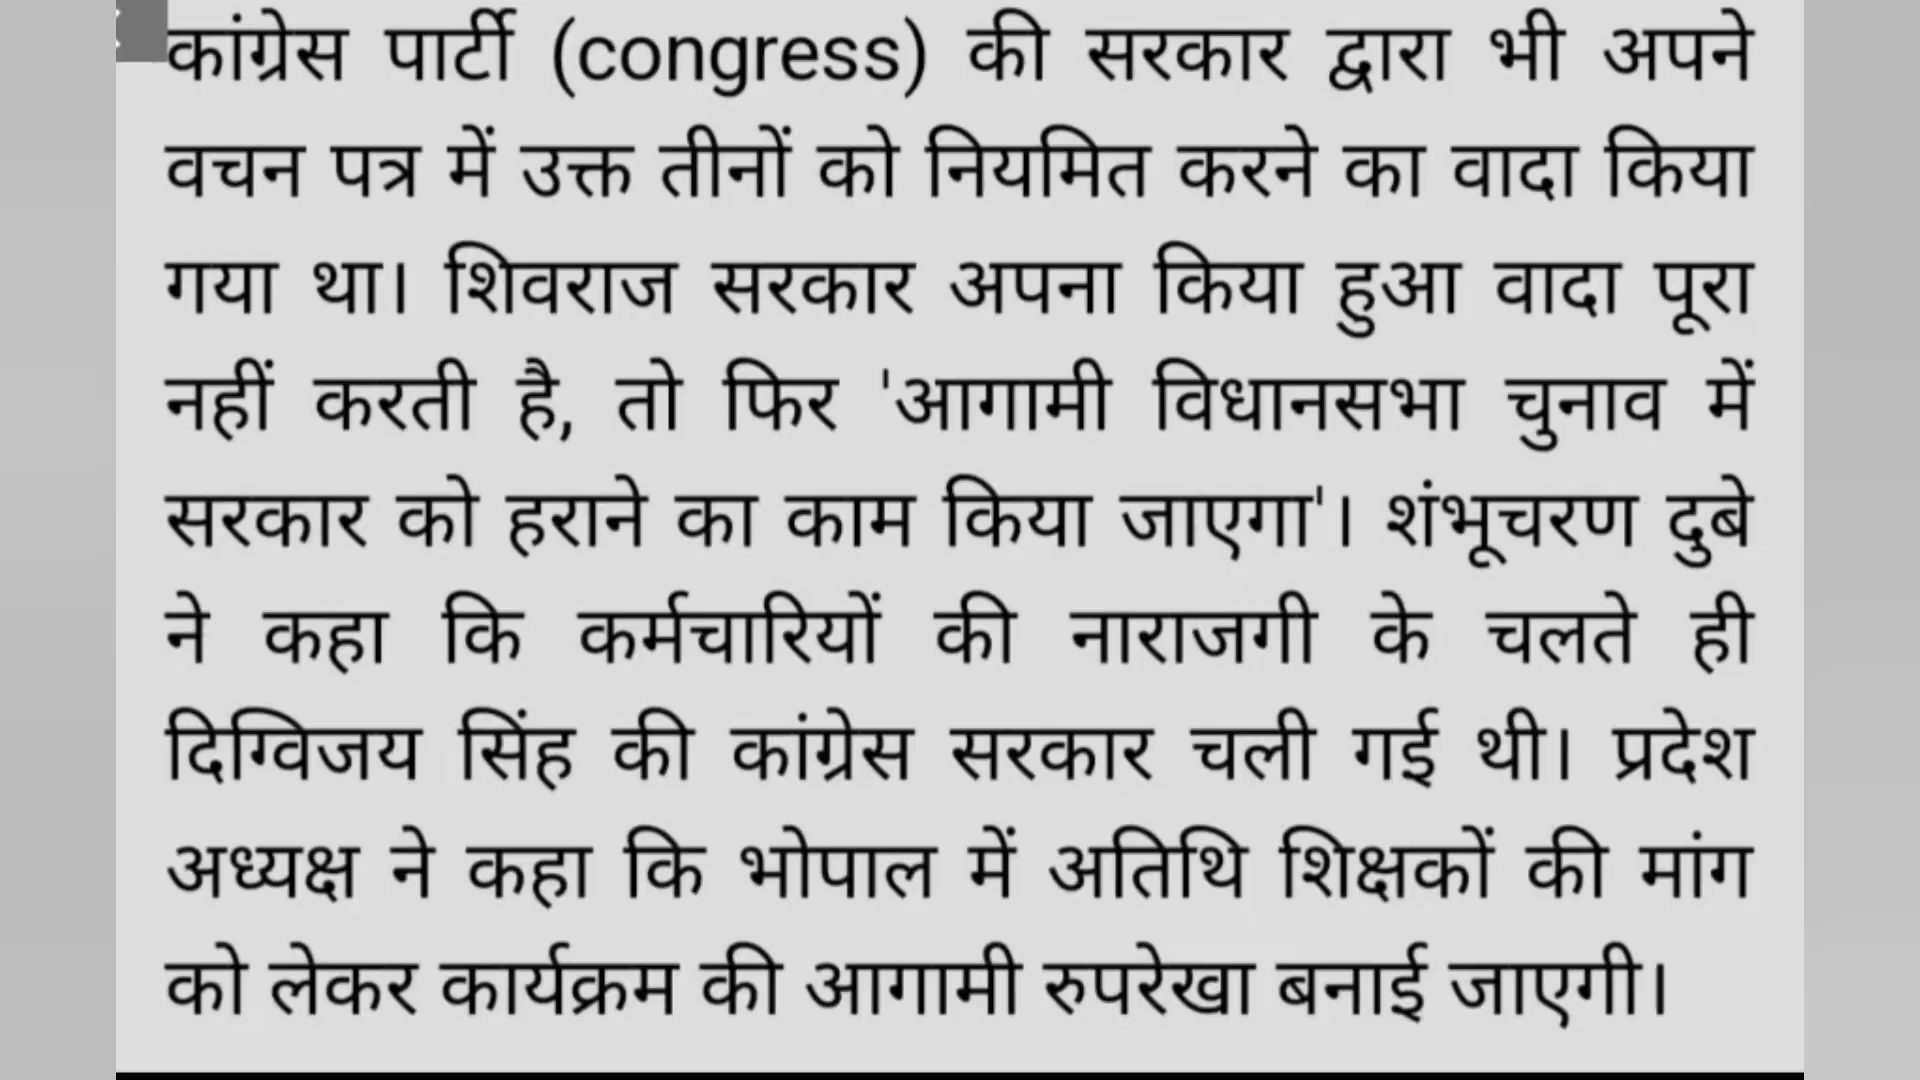 कांग्रेस पार्टी (congress) की सरकार द्वारा भी अपने
वचन पत्र में उक्त तीनों को नियमित करने का वादा किया
गया था। शिवराज सरकार अपना किया हुआ वादा पूरा
नहीं करती है, तो फिर 'आगामी विधानसभा चुनाव में
सरकार को हराने का काम किया जाएगा'। शंभूचरण दुबे
ने कहा कि कर्मचारियों की नाराजगी के चलते ही
दिग्विजय सिंह की कांग्रेस सरकार चली गई थी। प्रदेश
अध्यक्ष ने कहा कि भोपाल में अतिथि शिक्षकों की मांग
को लेकर कार्यक्रम की आगामी रुपरेखा बनाई जाएगी।